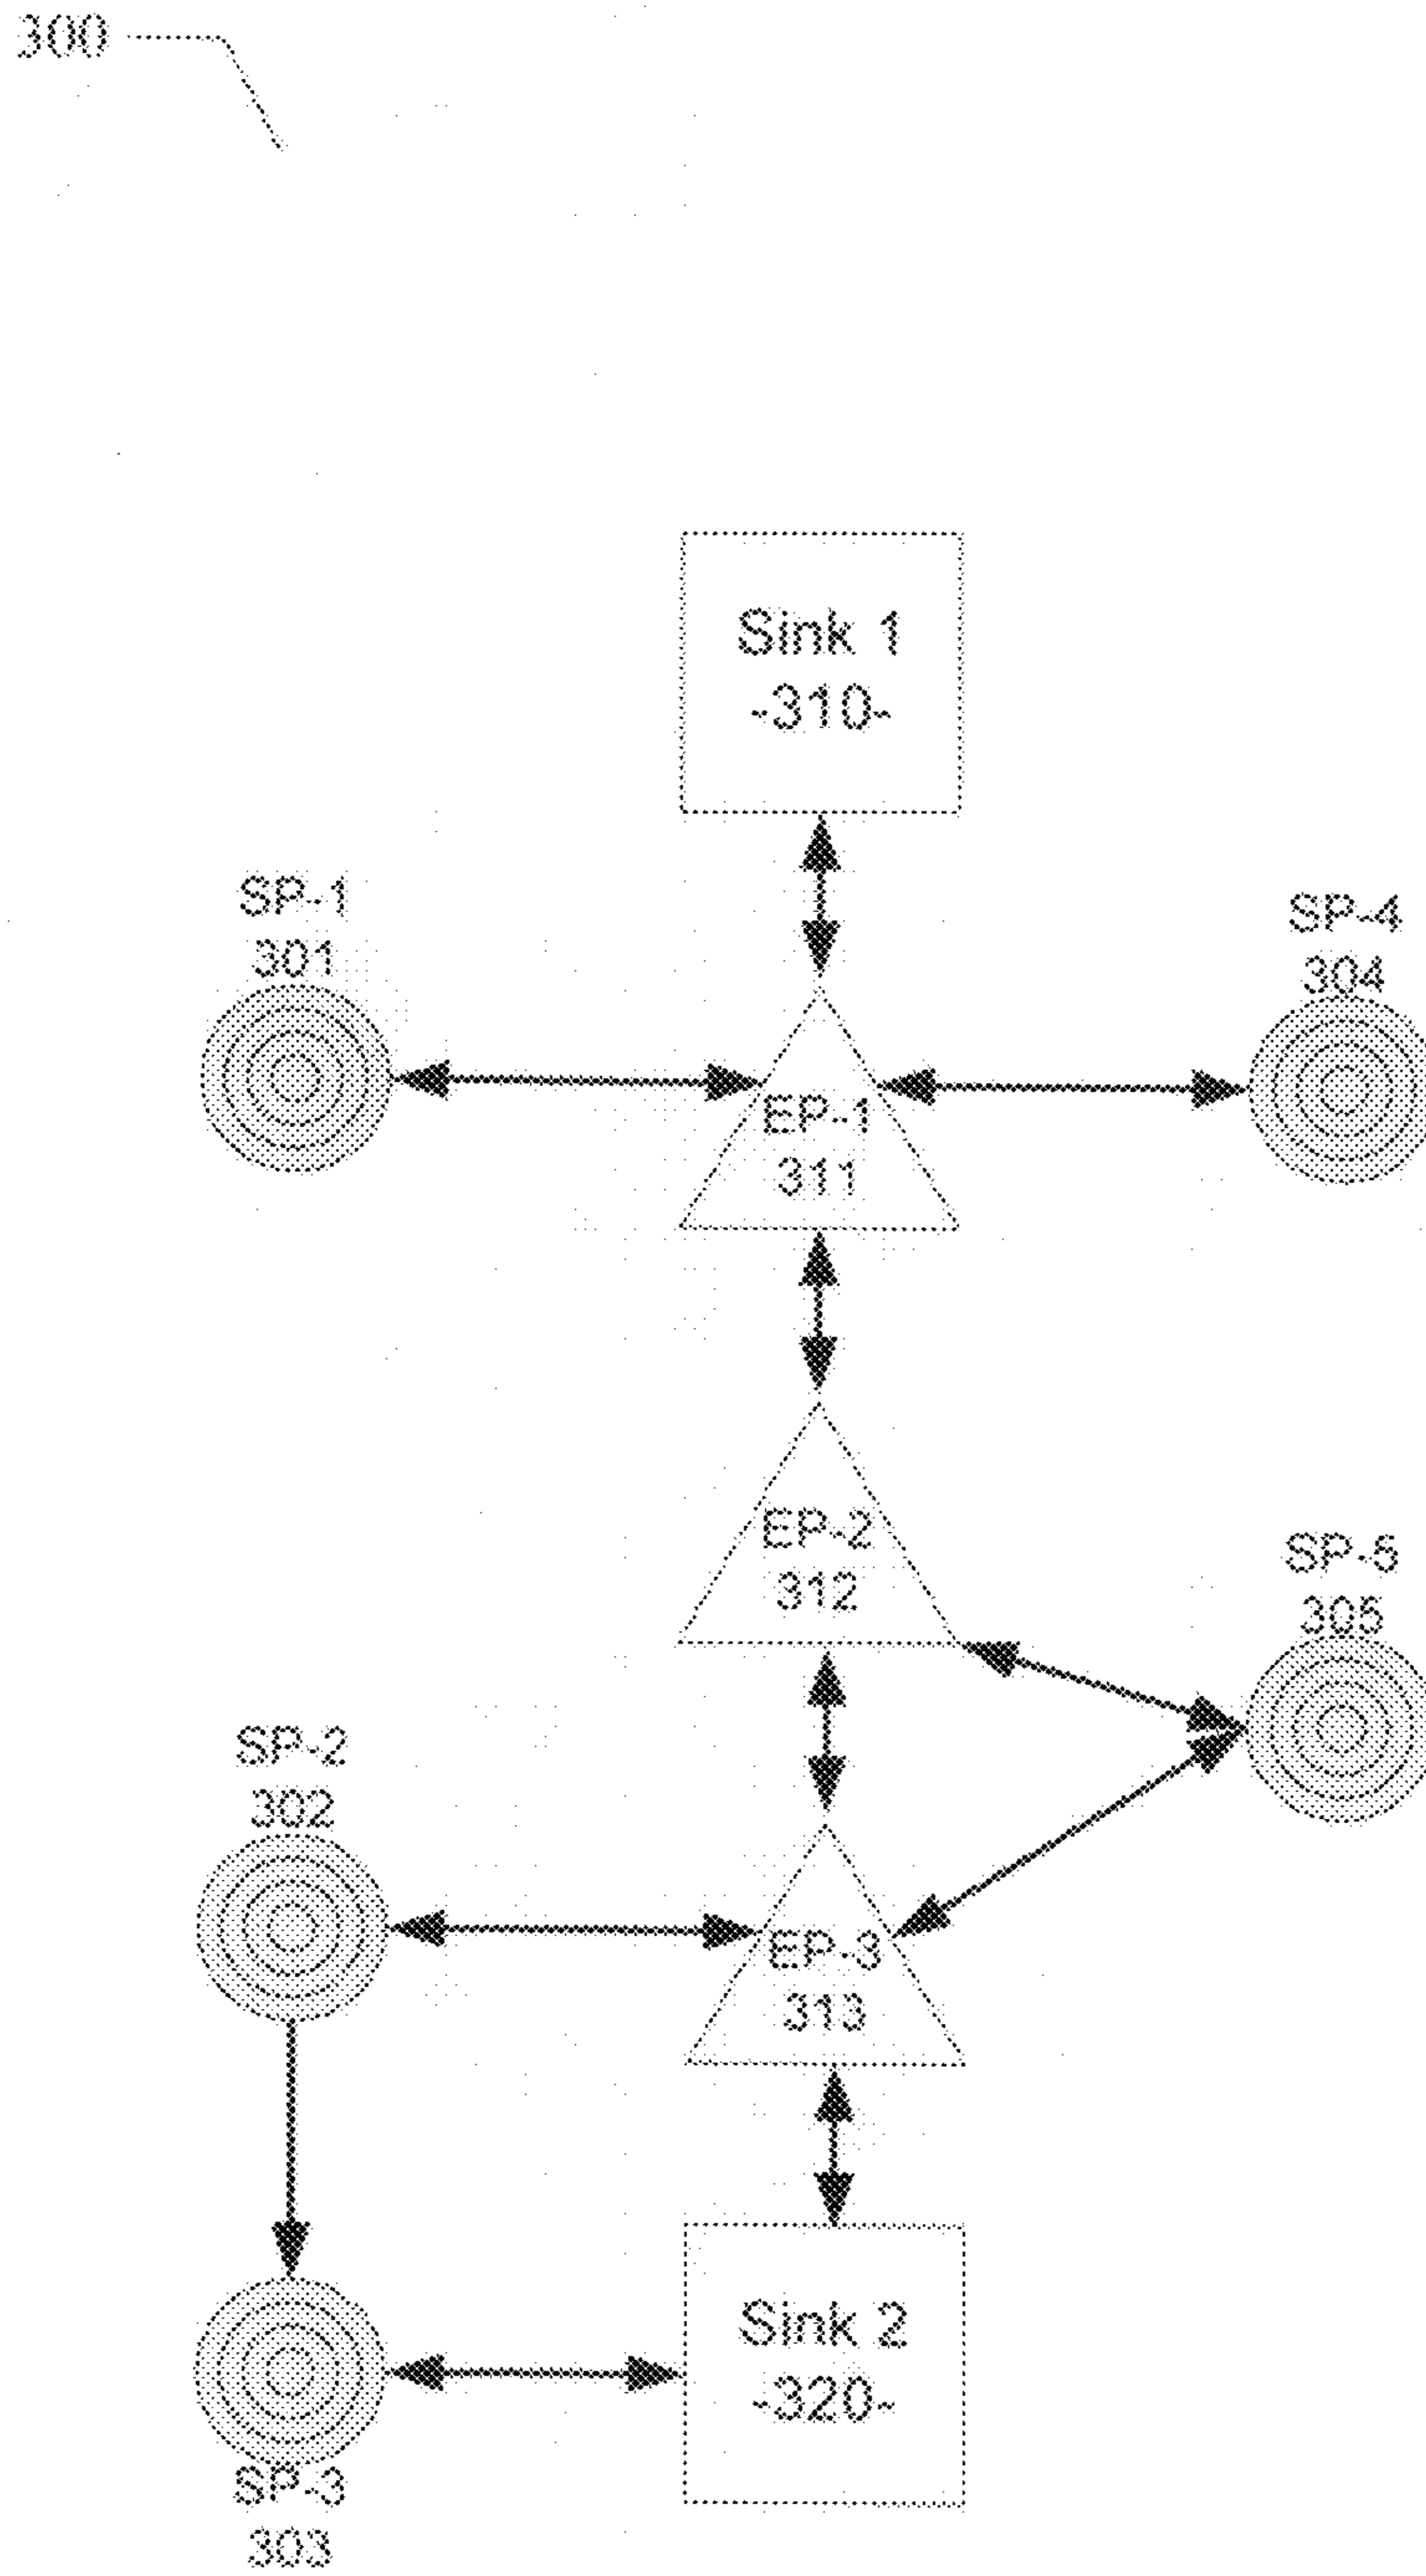 300
Sink 1
-310-
SP-1
301
SP-4
304
EP-1
311
EP-2
312
SP-5
305
SP-2
302
EP-3
313
Sink 2
-320-
SP-3
303